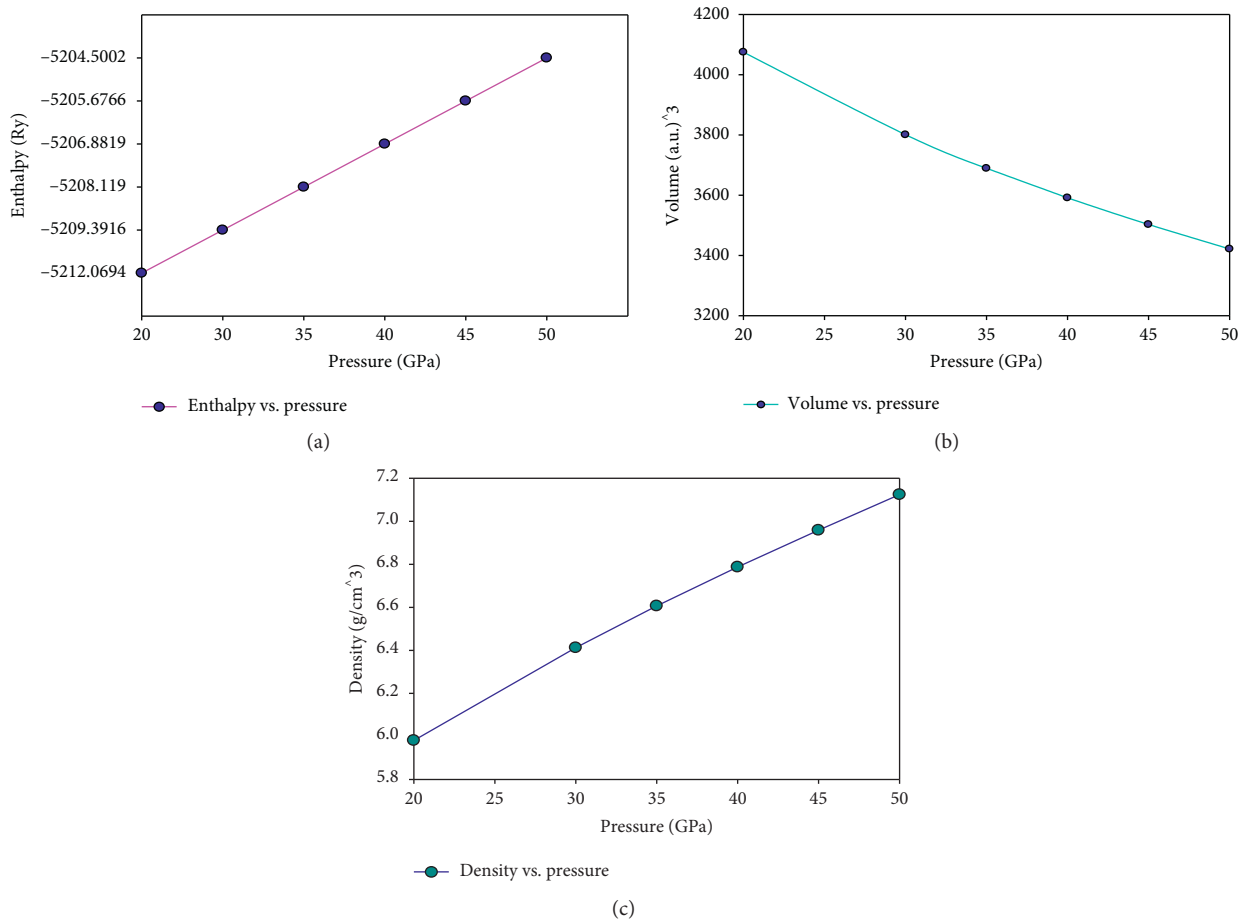 Enthalpy (Ry)
−5204.5002
−5205.6766
−5206.8819
−5208.119
−5209.3916
−5212.0694
20 30 35 40 45 50
Pressure (GPa)
Enthalpy vs. pressure
(a)
Volume (a.u.)^3
4200
4000
3800
3600
3400
3200
20 25 30 35 40 45 50
Pressure (GPa)
Volume vs. pressure
(b)
Density (g/cm^3)
7.2
7.0
6.8
6.6
6.4
6.2
6.0
5.8
20 25 30 35 40 45 50
Pressure (GPa)
Density vs. pressure
(c)